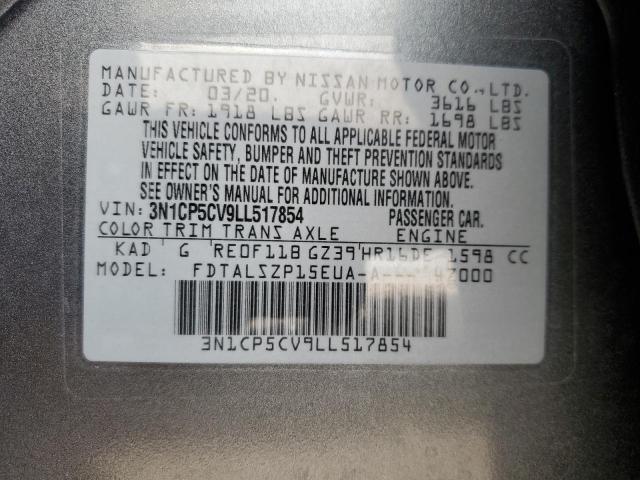 MANUFACTURED BY NISSAN MOTOR CO., LTD.
DATE: 03/20. GVWR: 3616 LBS
GAWR FR: 1918 LBS GAWR RR: 1698 LBS
THIS VEHICLE CONFORMS TO ALL APPLICABLE FEDERAL MOTOR
VEHICLE SAFETY, BUMPER AND THEFT PREVENTION STANDARDS
IN EFFECT ON THE DATE OF MANUFACTURE SHOWN ABOVE.
SEE OWNER'S MANUAL FOR ADDITIONAL INFORMATION.
VIN: 3N1CP5CV9LL517854 PASSENGER CAR.
COLOR TRIM TRANS AXLE ENGINE
KAD G RE0F11B GZ39 HR16DE 1598 CC
MODEL:
3N1CP5CV9LL517854